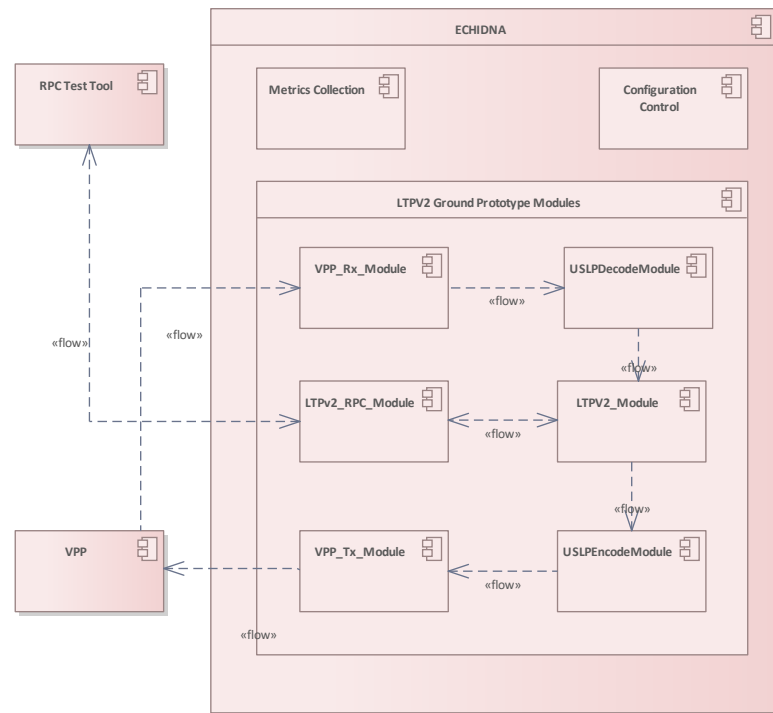 ECHIDNA
RPC Test Tool
Metrics Collection
Configuration
Control
LTPV2 Ground Prototype Modules
VPP_Rx_Module
USLPDecodeModule
«flow»
«flow»
«flow»
«flow»
LTPv2_RPC_Module
LTPV2_Module
«flow»
«flow»
VPP
VPP_Tx_Module
USLPEncodeModule
«flow»
«flow»